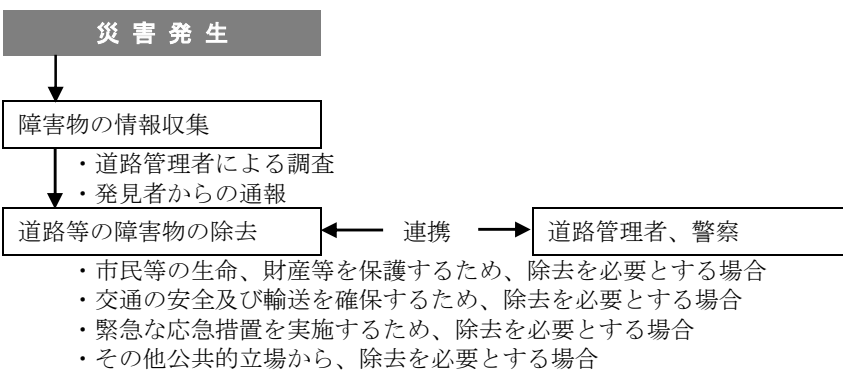 災 害 発 生
障害物の情報収集
・道路管理者による調査
・発見者からの通報
道路等の障害物の除去 連携 道路管理者、警察
・市民等の生命、財産等を保護するため、除去を必要とする場合
・交通の安全及び輸送を確保するため、除去を必要とする場合
・緊急な応急措置を実施するため、除去を必要とする場合
・その他公共的立場から、除去を必要とする場合